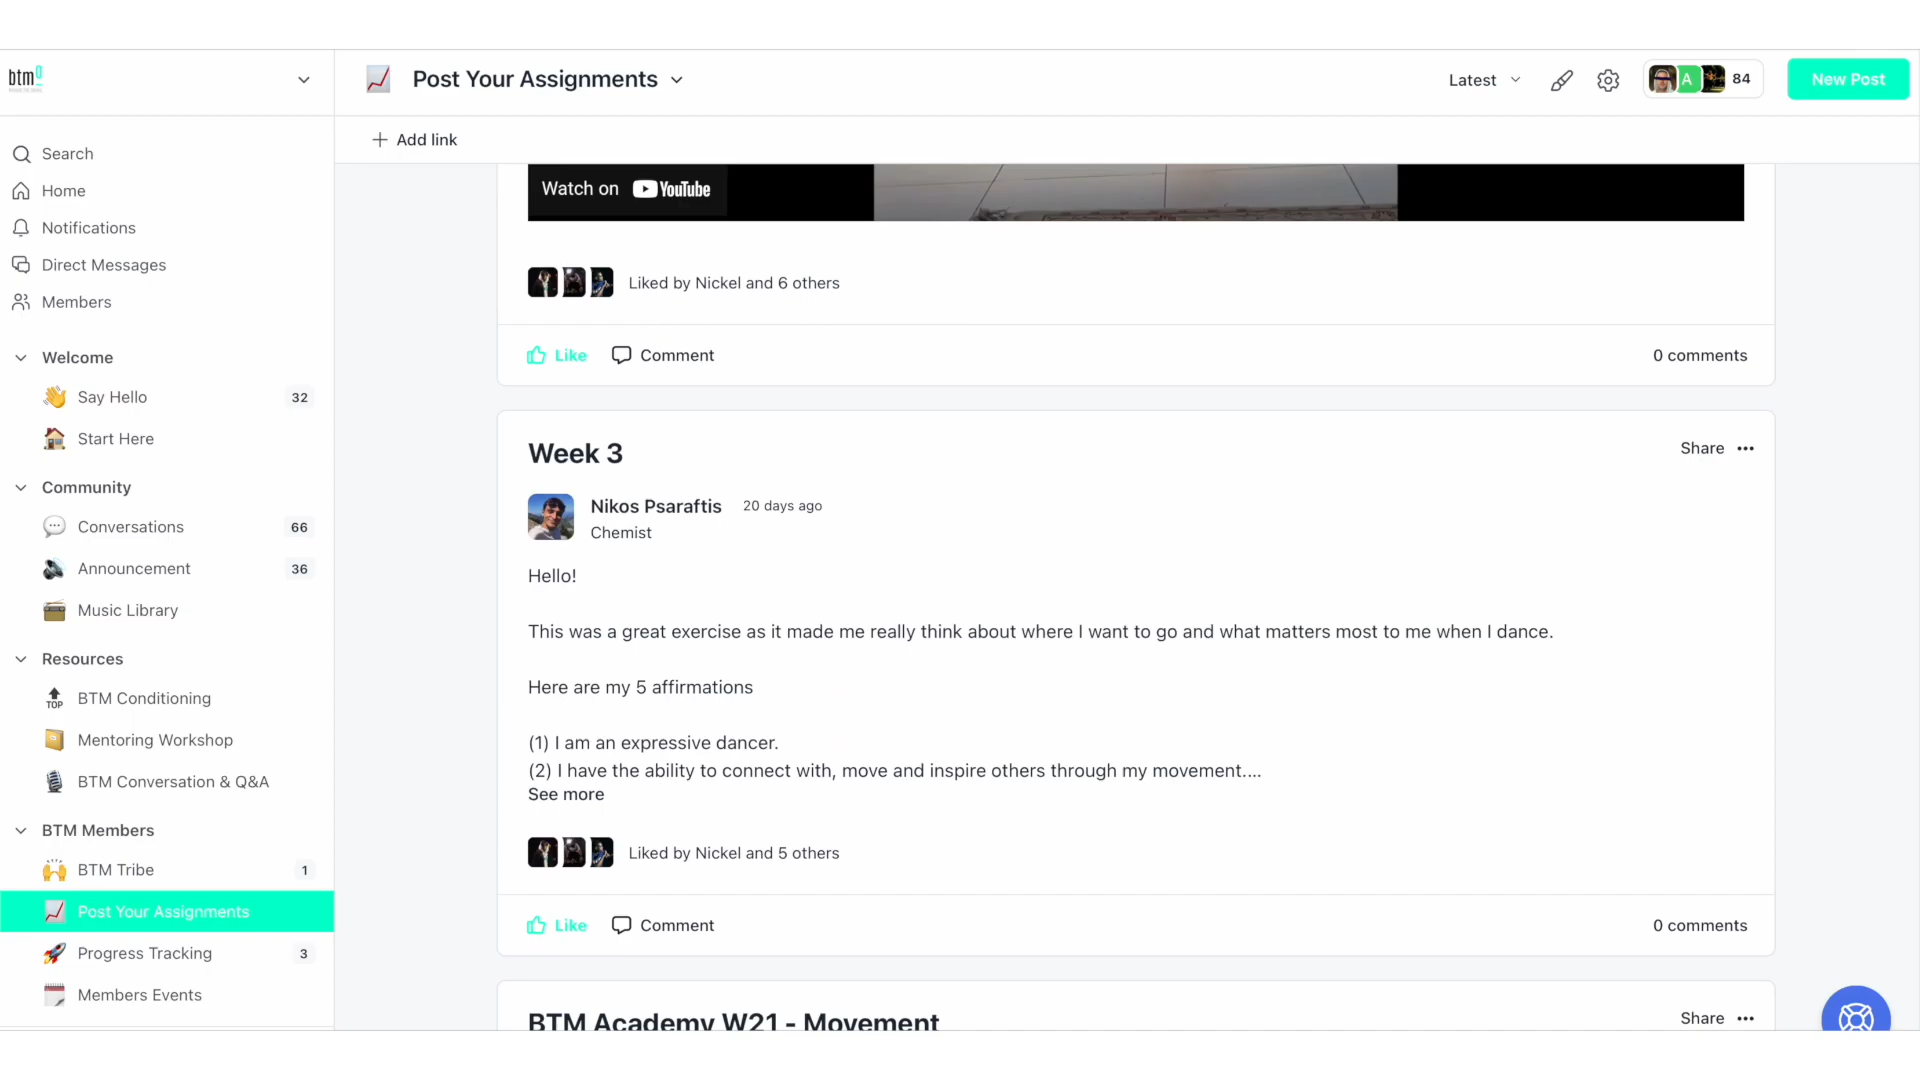 btm
Post Your Assignments
Latest
A
84
New Post
Add link
Search
Home
Notifications
Direct Messages
Members
Welcome
Say Hello 32
Start Here
Community
Conversations 66
Announcement 36
Music Library
Resources
TOP
BTM Conditioning
Mentoring Workshop
BTM Conversation & Q&A
BTM Members
BTM Tribe 1
Post Your Assignments
Progress Tracking 3
Members Events
Watch on YouTube
Liked by Nickel and 6 others
Like Comment 0 comments
Week 3
Share
Nikos Psaraftis 20 days ago
Chemist
Hello!
This was a great exercise as it made me really think about where I want to go and what matters most to me when I dance.
Here are my 5 affirmations
(1) I am an expressive dancer.
(2) I have the ability to connect with, move and inspire others through my movement....
See more
Liked by Nickel and 5 others
Like Comment 0 comments
BTM Academy W21 - Movement
Share